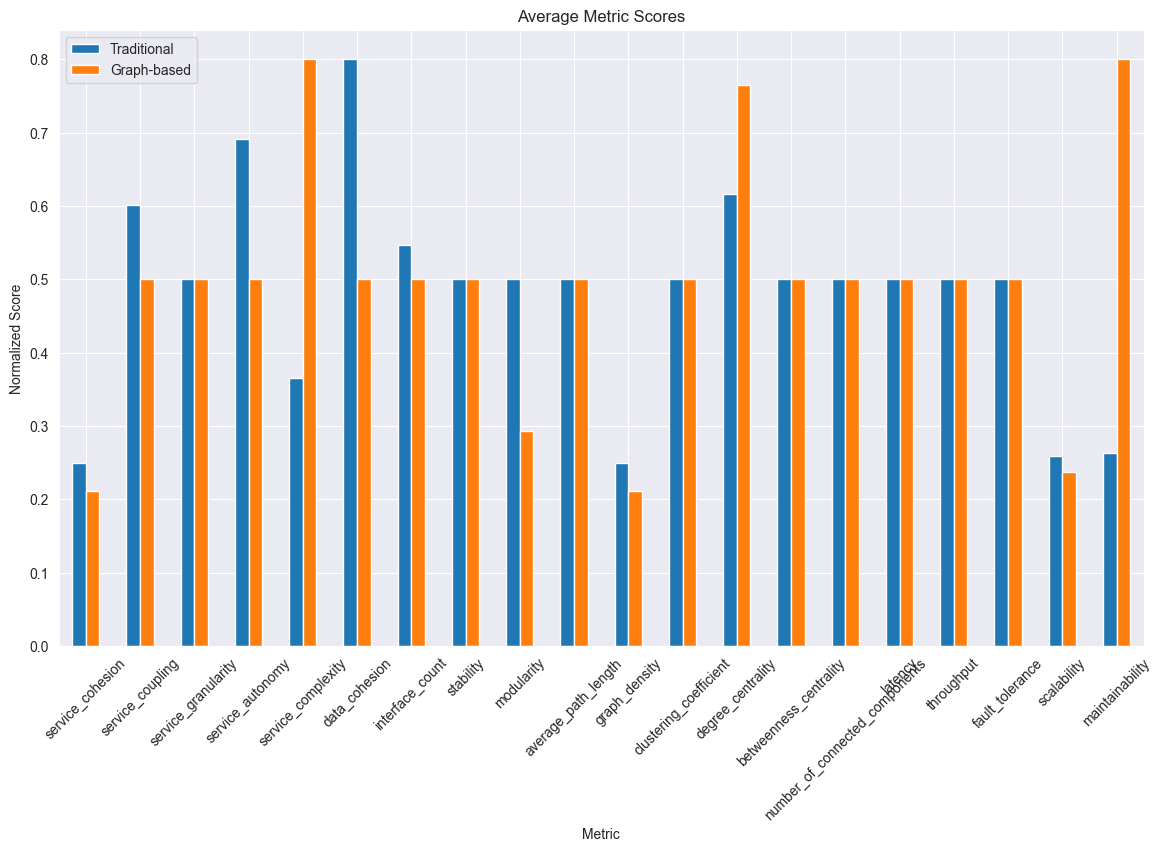 Average Metric Scores
Traditional
Graph-based
0.8
0.7
0.6
0.5
0.4
0.3
0.2
0.1
0.0
Normalized Score
service_cohesion
service_coupling
service_granularity
service_autonomy
service_complexity
data_cohesion
interface_count
stability
modularity
average_path_length
graph_density
clustering_coefficient
degree_centrality
betweenness_centrality
number_of_connected_components
latency
throughput
fault_tolerance
scalability
maintainability
Metric